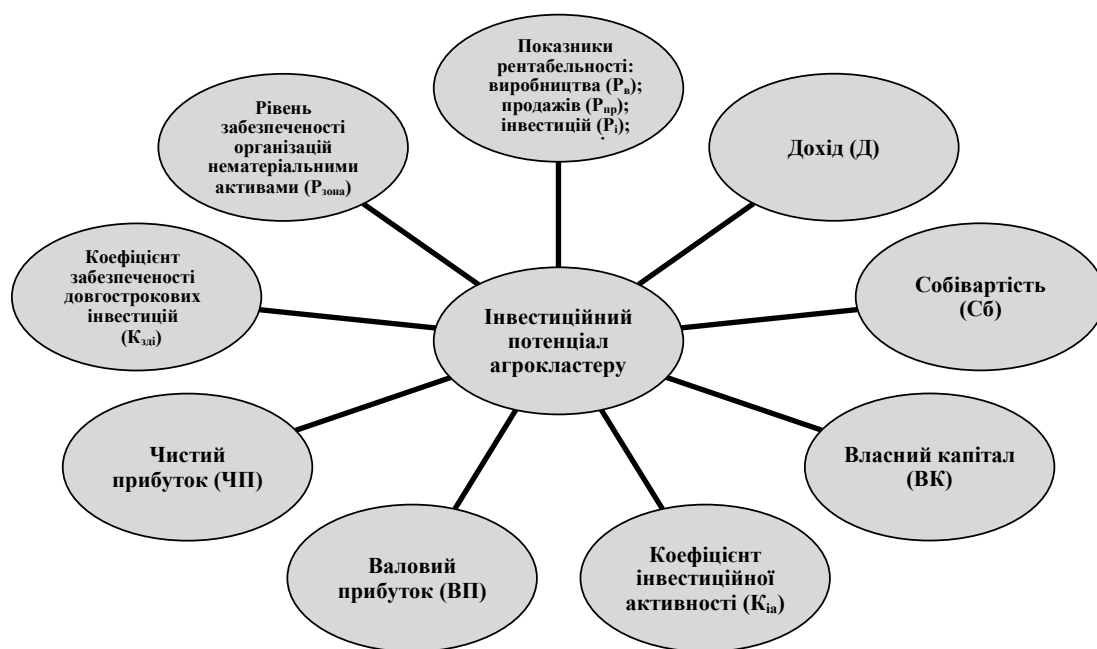 Показники
рентабельності:
виробництва (Рв);
продажів (Рпр);
інвестицій (Рі);
Рівень
забезпеченості
організацій
нематеріальними
активами (Рзона)
Дохід (Д)
Коефіцієнт
забезпеченості
довгострокових
інвестицій
(Кзді)
Собівартість
(Сб)
Інвестиційний
потенціал
агрокластеру
Чистий
прибуток (ЧП)
Власний капітал
(ВК)
Валовий
прибуток (ВП)
Коефіцієнт
інвестиційної
активності (Кіа)